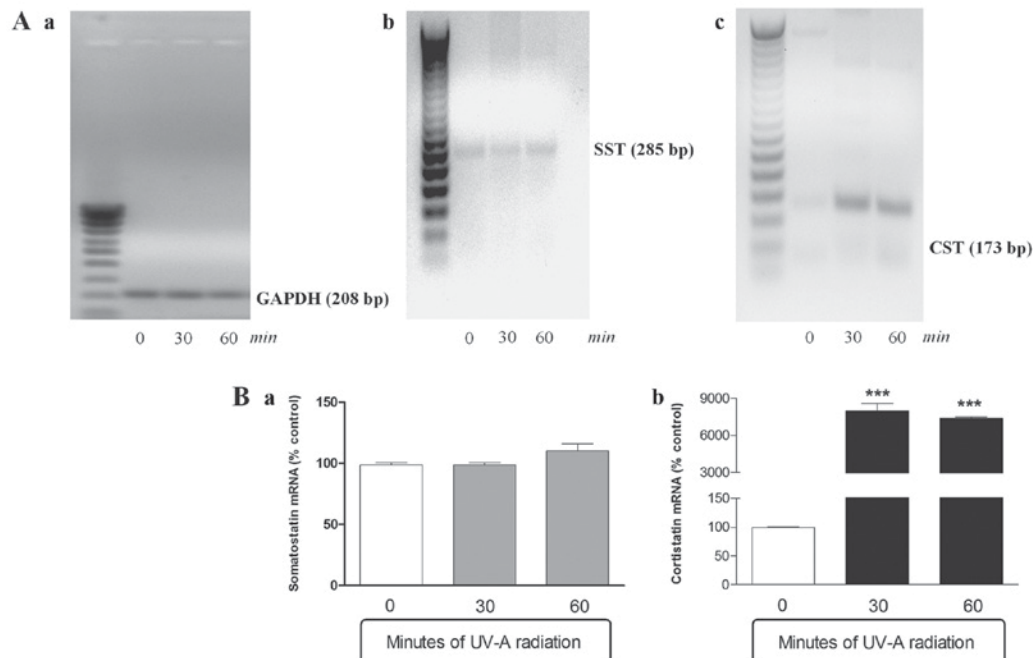 A a
GAPDH (208 bp)
0 30 60 min
b
SST (285 bp)
0 30 60
c
CST (173 bp)
0 30 60 min
B a
Somatostatin mRNA (% control)
150
100
50
0
0 30 60
Minutes of UV-A radiation
b
Cortistatin mRNA (% control)
9000
6000
3000
150
100
50
0
*** ***
0 30 60
Minutes of UV-A radiation